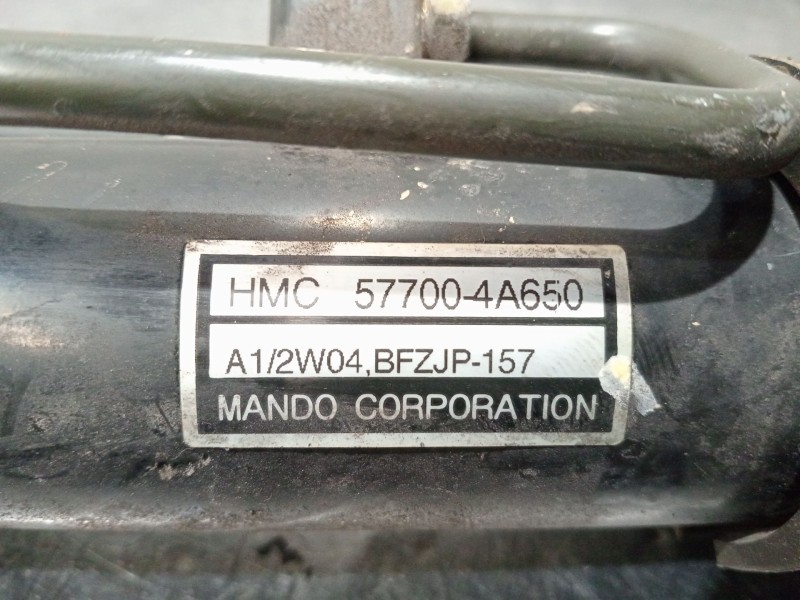 HMC 57700-4A650
A1/2W04,BFZJP-157
MANDO CORPORATION